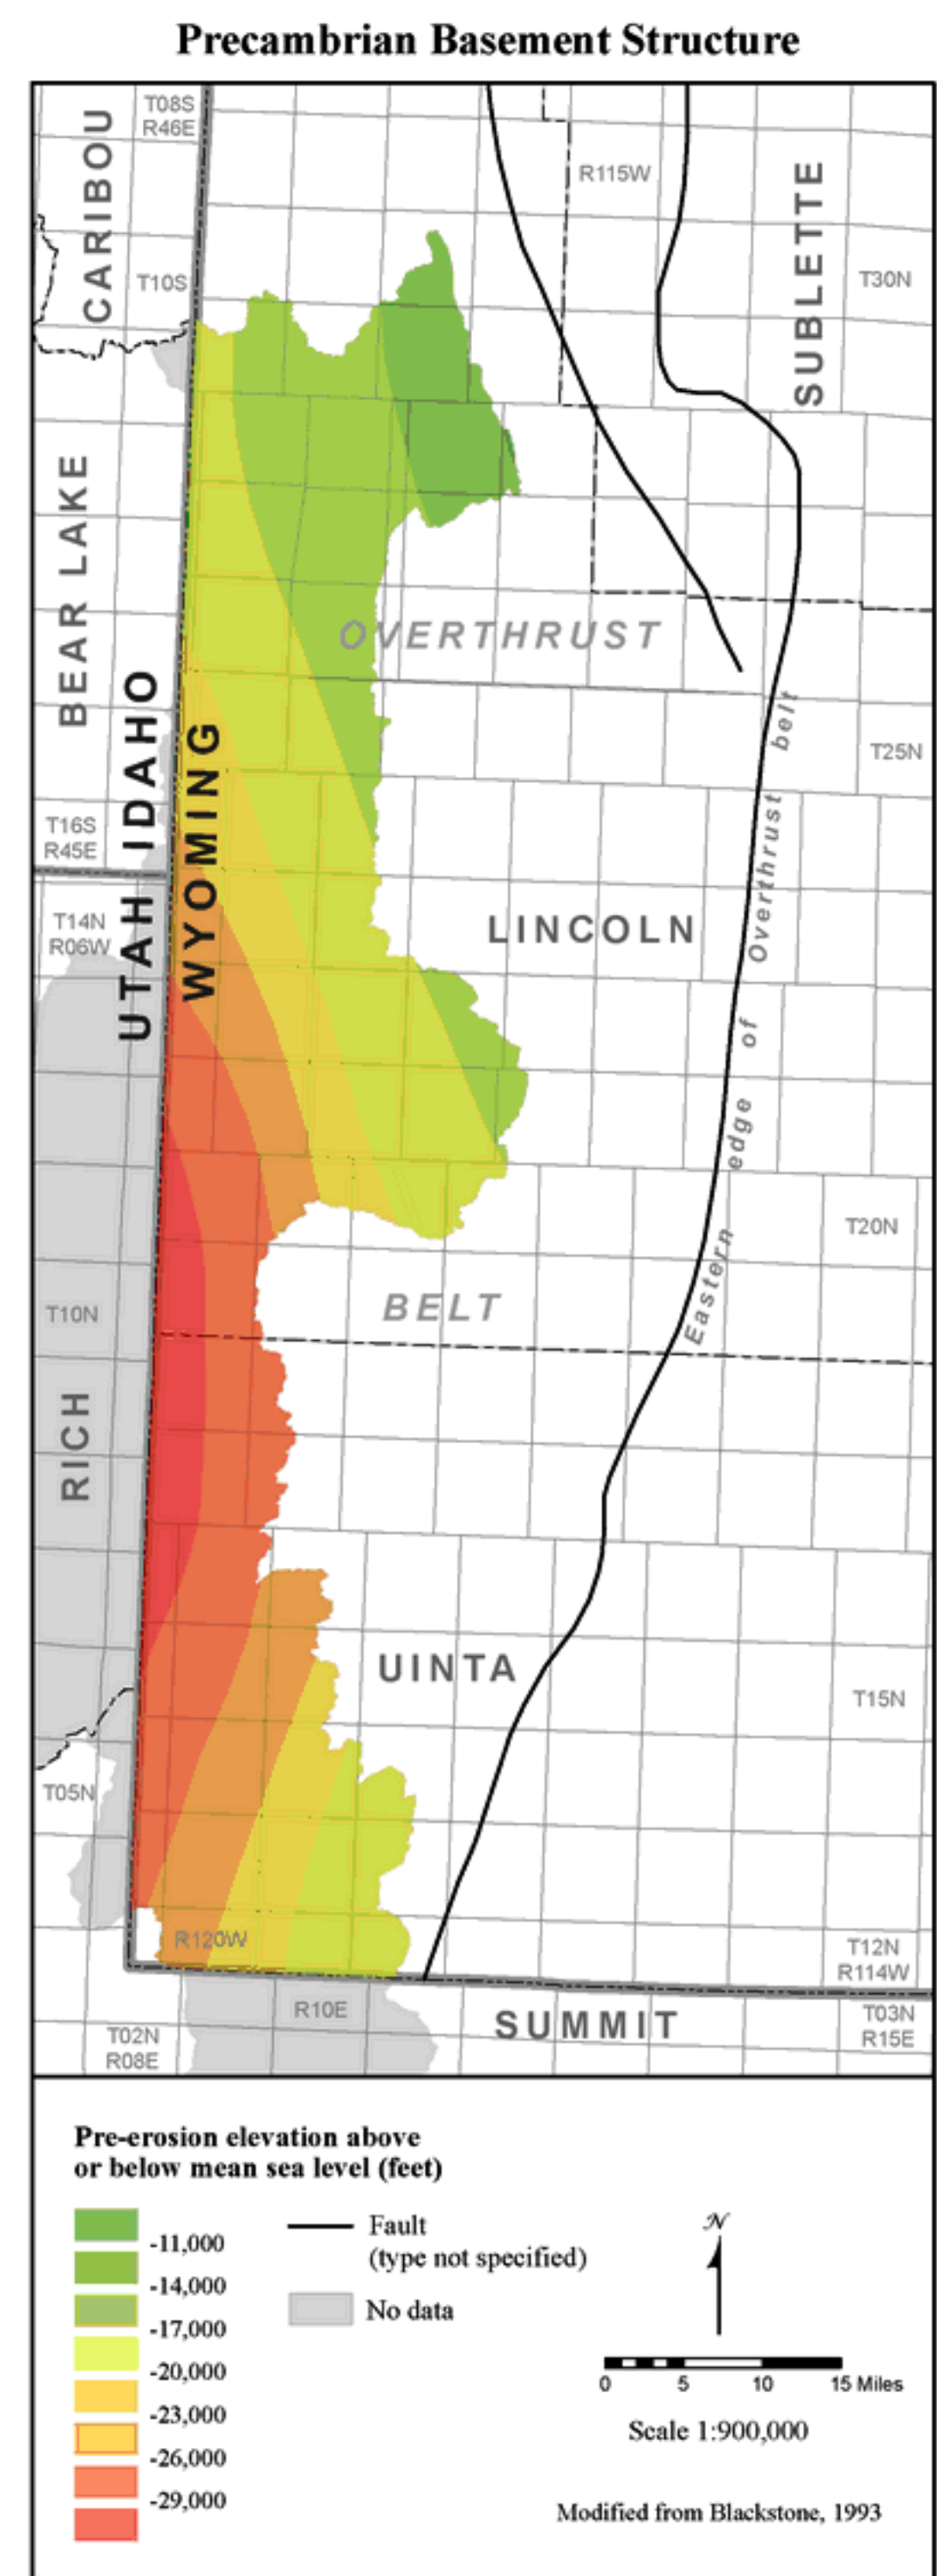 Precambrian Basement Structure
T08S
R46E
CARIBOU
R115W
SUBLETTE
T10S
T30N
BEAR LAKE
OVERTHRUST
IDAHO
WYOMING
belt
T25N
T16S
R45E
Overthrust
UTAH
T14N
R06W
LINCOLN
of
edge
T20N
Eastern
T10N
BELT
RICH
UINTA
T15N
T05N
R120W
T12N
R114W
R10E
SUMMIT
T03N
R15E
T02N
R08E
Pre-erosion elevation above
or below mean sea level (feet)
-11,000
-14,000
-17,000
-20,000
-23,000
-26,000
-29,000
Fault
(type not specified)
No data
N
0 5 10 15 Miles
Scale 1:900,000
Modified from Blackstone, 1993